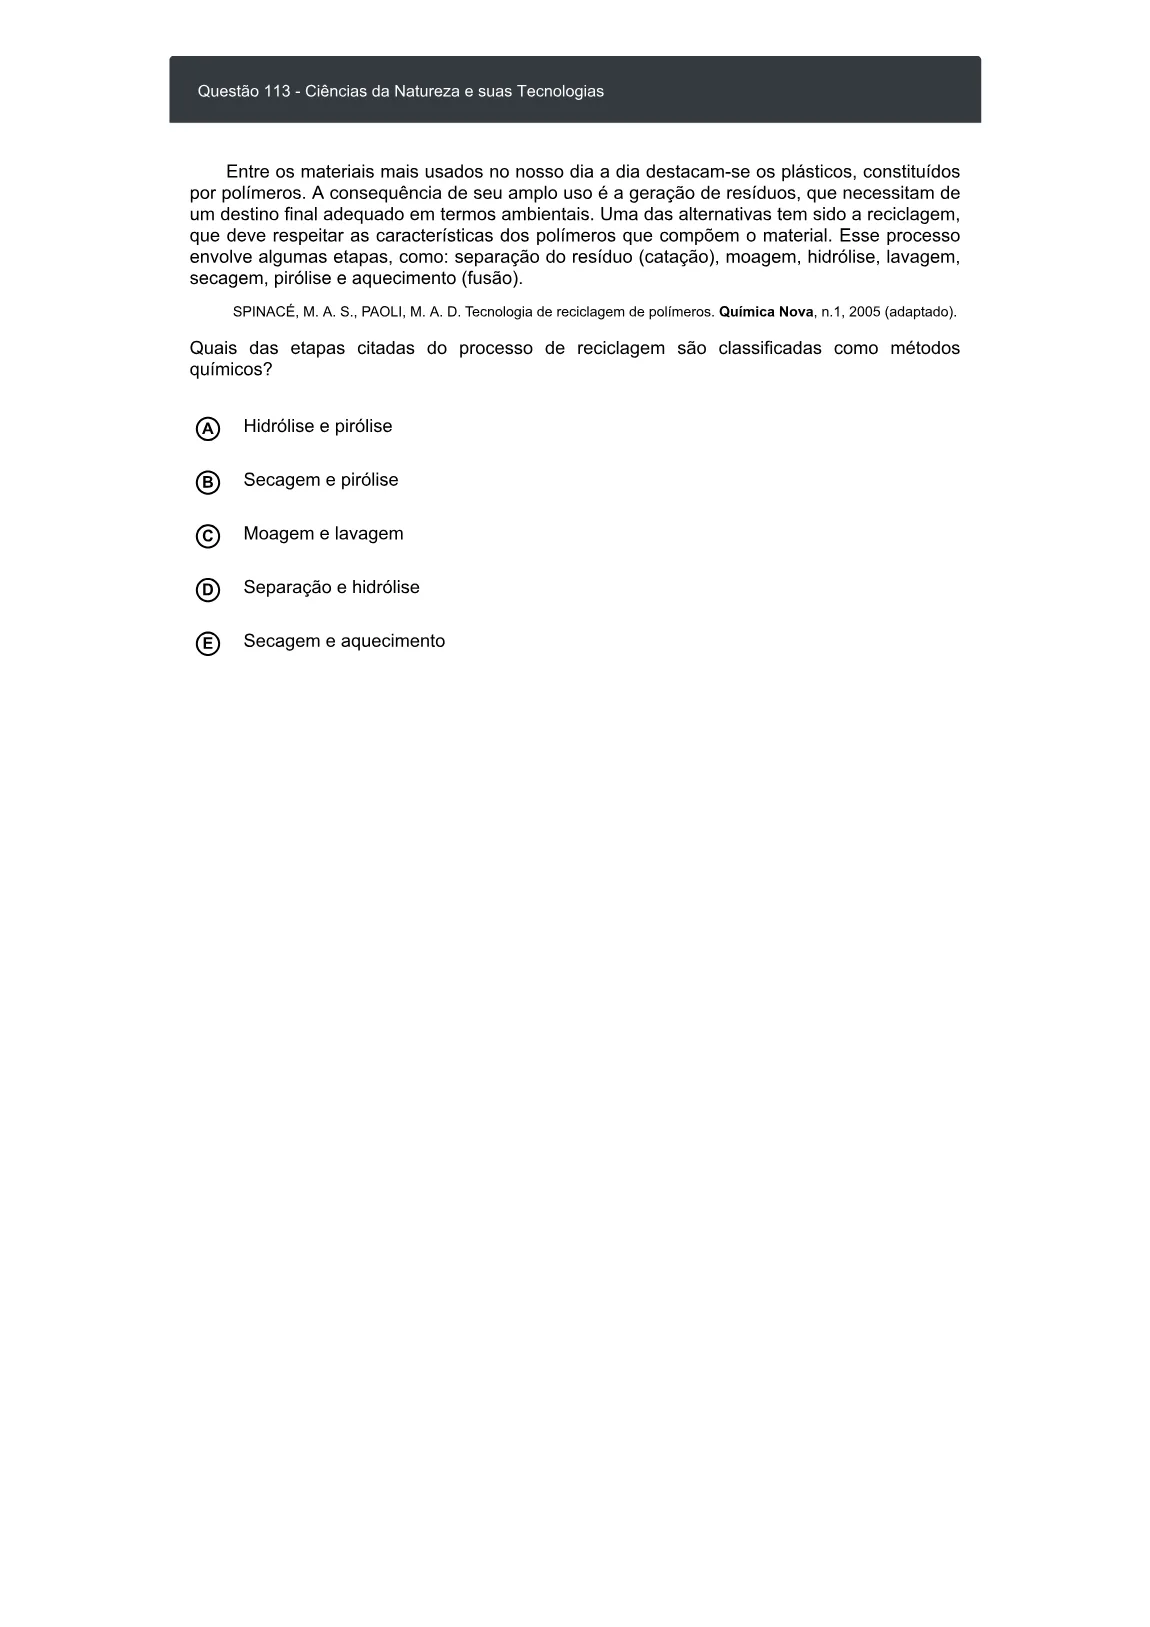 Questão 113 - Ciências da Natureza e suas Tecnologias
Entre os materiais mais usados no nosso dia a dia destacam-se os plásticos, constituídos
por polímeros. A consequência de seu amplo uso é a geração de resíduos, que necessitam de
um destino final adequado em termos ambientais. Uma das alternativas tem sido a reciclagem,
que deve respeitar as características dos polímeros que compõem o material. Esse processo
envolve algumas etapas, como: separação do resíduo (catação), moagem, hidrólise, lavagem,
secagem, pirólise e aquecimento (fusão).
SPINACÉ, M. A. S., PAOLI, M. A. D. Tecnologia de reciclagem de polímeros. Química Nova, n.1, 2005 (adaptado).
Quais das etapas citadas do processo de reciclagem são classificadas como métodos
químicos?
A Hidrólise e pirólise
B Secagem e pirólise
C Moagem e lavagem
D Separação e hidrólise
E Secagem e aquecimento